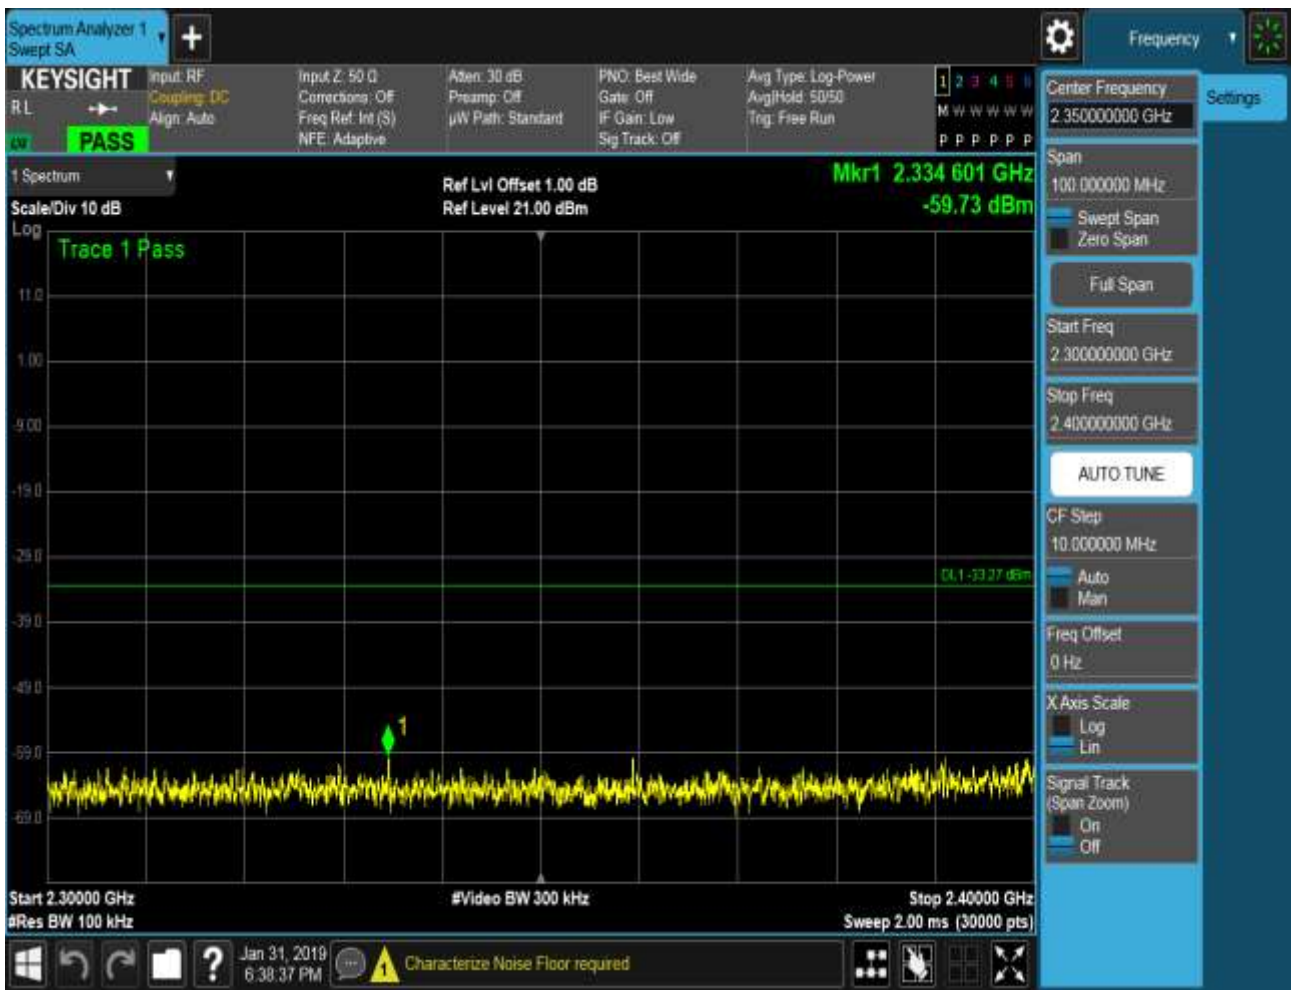 Spectrum Analyzer 1
Swept SA
+
Frequency
KEYSIGHT
RL
PASS
Input: RF
Coupling: DC
Align: Auto
Input Z: 50 Ω
Corrections: Off
Freq Ref: Int (S)
NFE: Adaptive
Atten: 30 dB
Preamp: Off
µW Path: Standard
PNO: Best Wide
Gate: Off
IF Gain: Low
Sig Track: Off
Avg Type: Log-Power
Avg|Hold: 50/50
Trig: Free Run
1 2 3 4 5 6
M W W W W W
P P P P P P
1 Spectrum
Scale/Div 10 dB
Log
Ref Lvl Offset 1.00 dB
Ref Level 21.00 dBm
Mkr1 2.334 601 GHz
-59.73 dBm
Trace 1 Pass
11.0
1.00
-9.00
-19.0
-29.0
DL1 -33.27 dBm
-39.0
-49.0
1
-59.0
-69.0
Start 2.30000 GHz
#Res BW 100 kHz
#Video BW 300 kHz
Stop 2.40000 GHz
Sweep 2.00 ms (30000 pts)
Center Frequency
2.350000000 GHz
Settings
Span
100.000000 MHz
Swept Span
Zero Span
Full Span
Start Freq
2.300000000 GHz
Stop Freq
2.400000000 GHz
AUTO TUNE
CF Step
10.000000 MHz
Auto
Man
Freq Offset
0 Hz
X Axis Scale
Log
Lin
Signal Track
(Span Zoom)
On
Off
?
Jan 31, 2019
6:38:37 PM
1
Characterize Noise Floor required